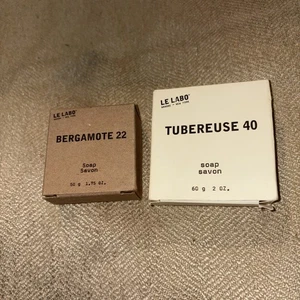 LE LABO
BERGAMOTE 22
Soap
Savon
50 g 1.76 oz.
LE LABO
TUBEREUSE 40
soap
savon
60 g 2 OZ.